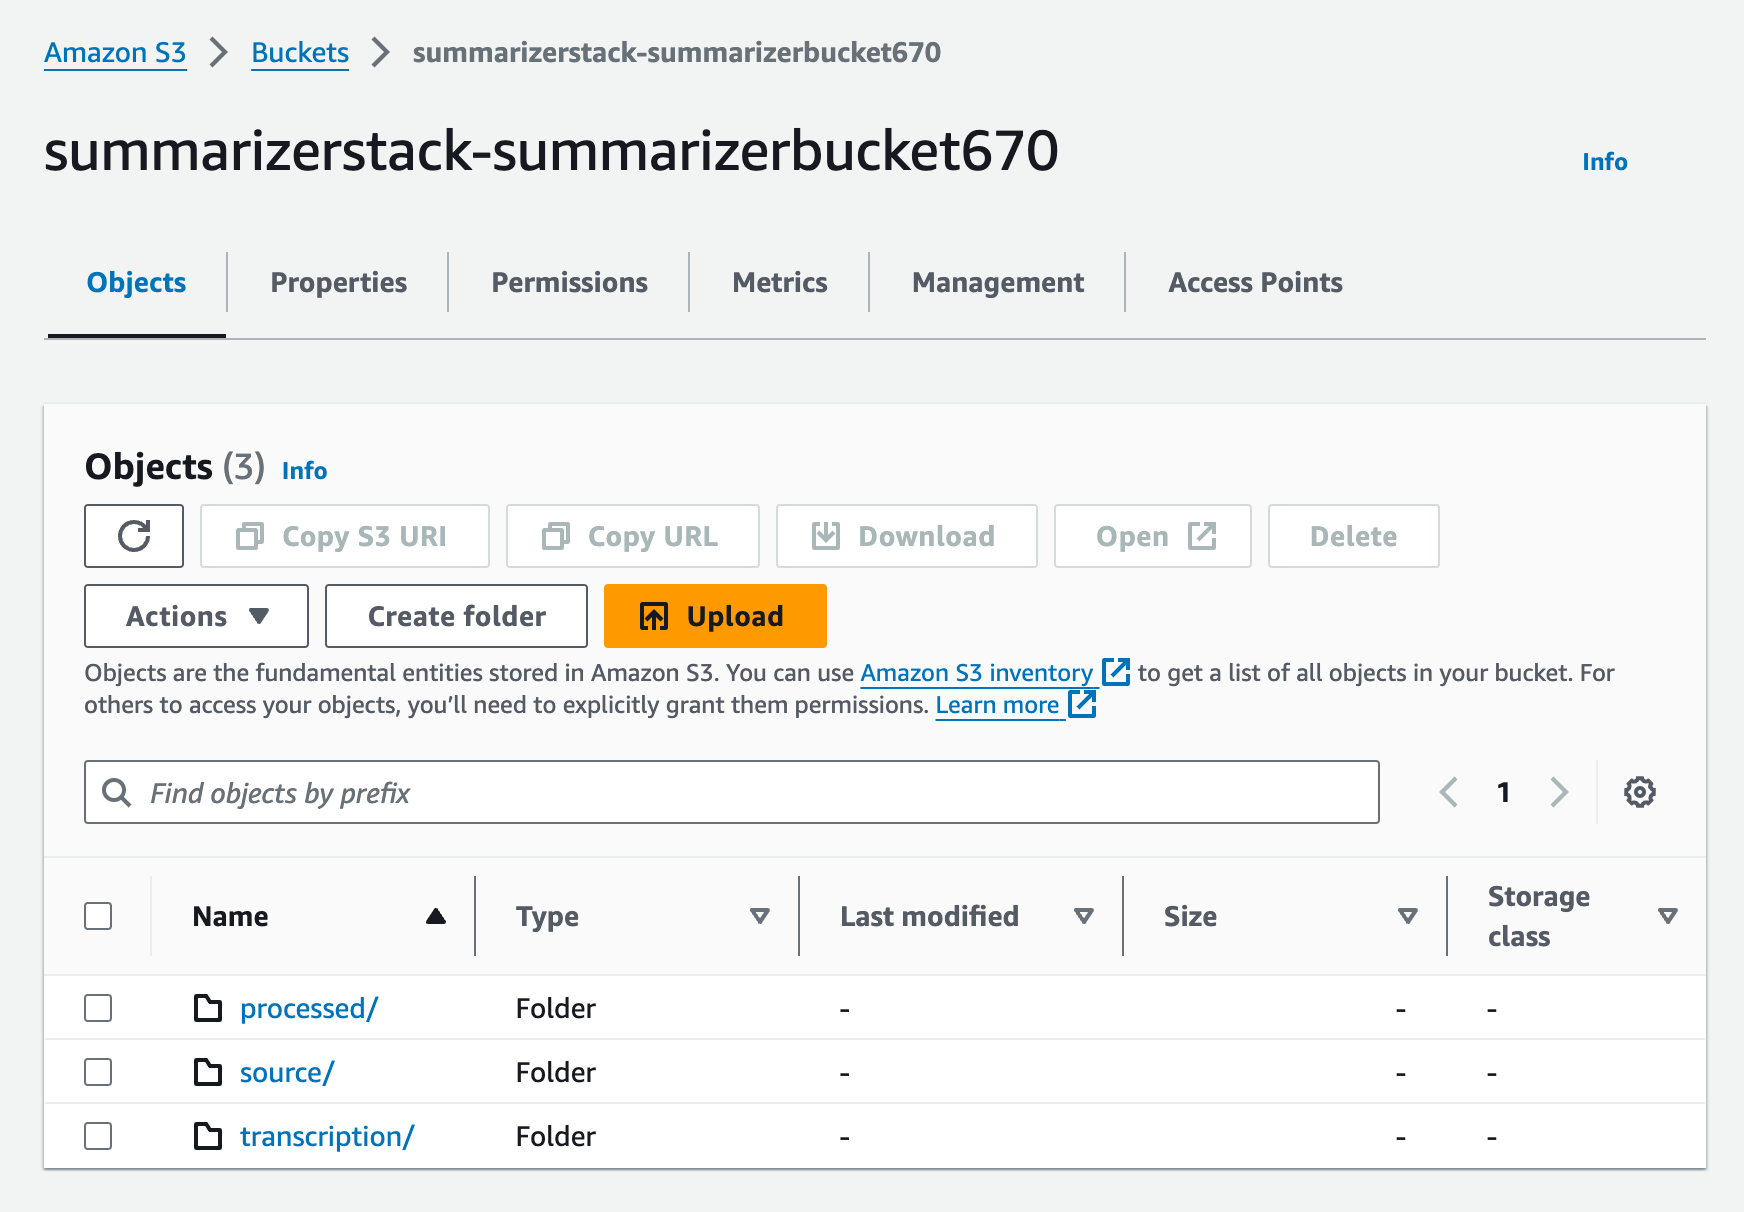 Amazon S3 > Buckets > summarizerstack-summarizerbucket670
summarizerstack-summarizerbucket670 Info
Objects Properties Permissions Metrics Management Access Points
Objects (3) Info
Copy S3 URI Copy URL Download Open Delete
Actions Create folder Upload
Objects are the fundamental entities stored in Amazon S3. You can use Amazon S3 inventory to get a list of all objects in your bucket. For
others to access your objects, you’ll need to explicitly grant them permissions. Learn more
Find objects by prefix 1
Name Type Last modified Size Storage class
processed/ Folder - - -
source/ Folder - - -
transcription/ Folder - - -